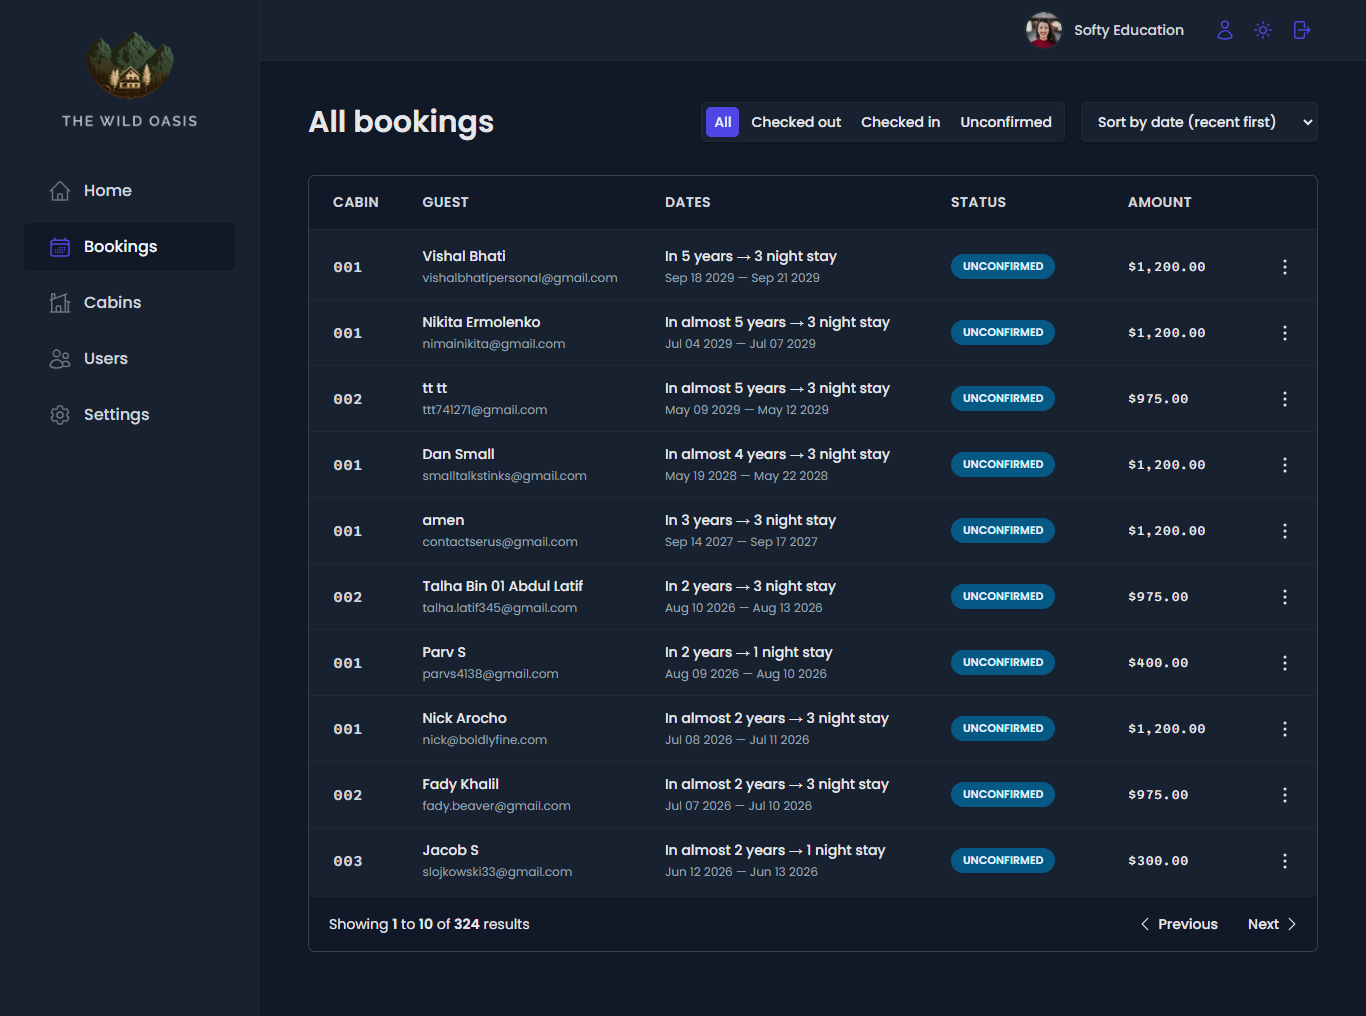 THE WILD OASIS
Home
Bookings
Cabins
Users
Settings
Softy Education
All bookings
All Checked out Checked in Unconfirmed
Sort by date (recent first)
CABIN GUEST DATES STATUS AMOUNT
001 Vishal Bhati In 5 years → 3 night stay UNCONFIRMED $1,200.00
vishalbhatipersonal@gmail.com Sep 18 2029 — Sep 21 2029
001 Nikita Ermolenko In almost 5 years → 3 night stay UNCONFIRMED $1,200.00
nimainikita@gmail.com Jul 04 2029 — Jul 07 2029
002 tt tt In almost 5 years → 3 night stay UNCONFIRMED $975.00
ttt741271@gmail.com May 09 2029 — May 12 2029
001 Dan Small In almost 4 years → 3 night stay UNCONFIRMED $1,200.00
smalltalkstinks@gmail.com May 19 2028 — May 22 2028
001 amen In 3 years → 3 night stay UNCONFIRMED $1,200.00
contactserus@gmail.com Sep 14 2027 — Sep 17 2027
002 Talha Bin 01 Abdul Latif In 2 years → 3 night stay UNCONFIRMED $975.00
talha.latif345@gmail.com Aug 10 2026 — Aug 13 2026
001 Parv S In 2 years → 1 night stay UNCONFIRMED $400.00
parvs4138@gmail.com Aug 09 2026 — Aug 10 2026
001 Nick Arocho In almost 2 years → 3 night stay UNCONFIRMED $1,200.00
nick@boldlyfine.com Jul 08 2026 — Jul 11 2026
002 Fady Khalil In almost 2 years → 3 night stay UNCONFIRMED $975.00
fady.beaver@gmail.com Jul 07 2026 — Jul 10 2026
003 Jacob S In almost 2 years → 1 night stay UNCONFIRMED $300.00
slojkowski33@gmail.com Jun 12 2026 — Jun 13 2026
Showing 1 to 10 of 324 results
Previous Next